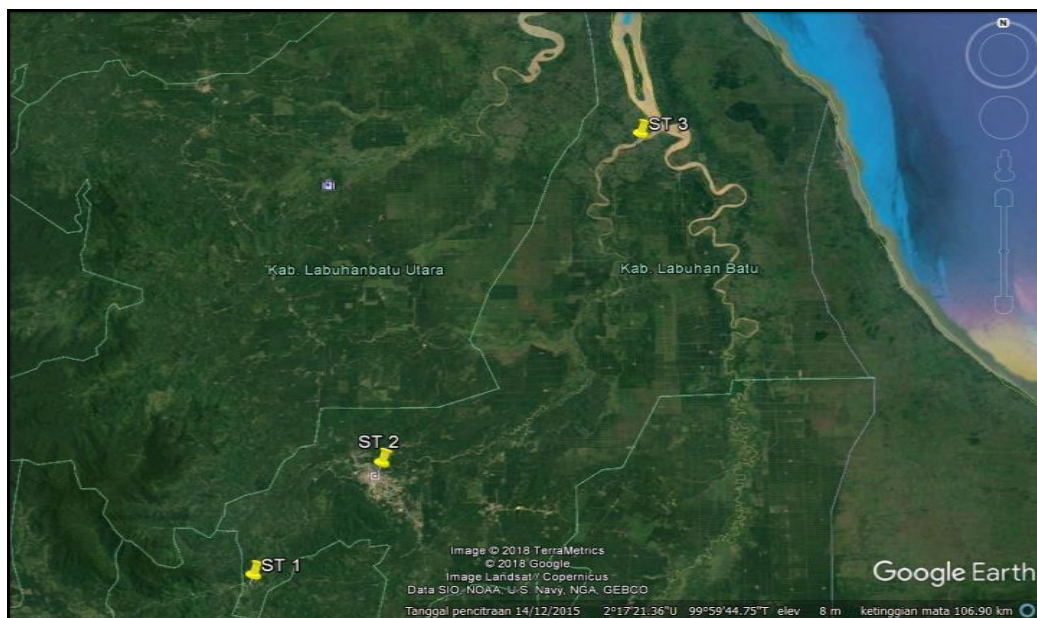 N
ST 3
Kab. Labuhanbatu Utara
Kab. Labuhan Batu
ST 2
ST 1
Image © 2018 TerraMetrics
© 2018 Google
Image Landsat / Copernicus
Data SIO, NOAA, U.S. Navy, NGA, GEBCO
Google Earth
Tanggal pencitraan 14/12/2015 2°17'21.36"U 99°59'44.75"T elev 8 m ketinggian mata 106.90 km